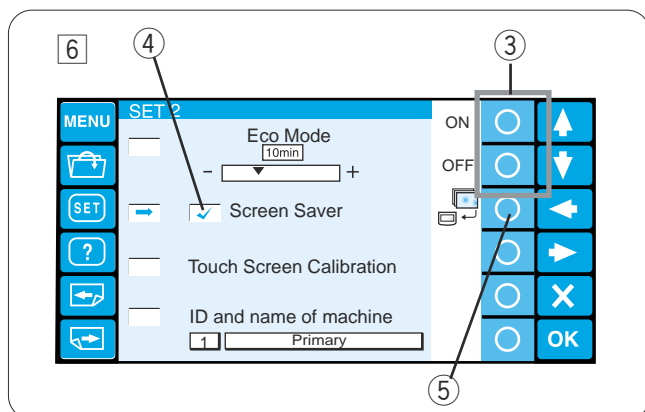 6
④
③
MENU
SET 2
ON
Eco Mode
10min
- +
OFF
SET
Screen Saver
?
Touch Screen Calibration
X
ID and name of machine
1 Primary
OK
⑤